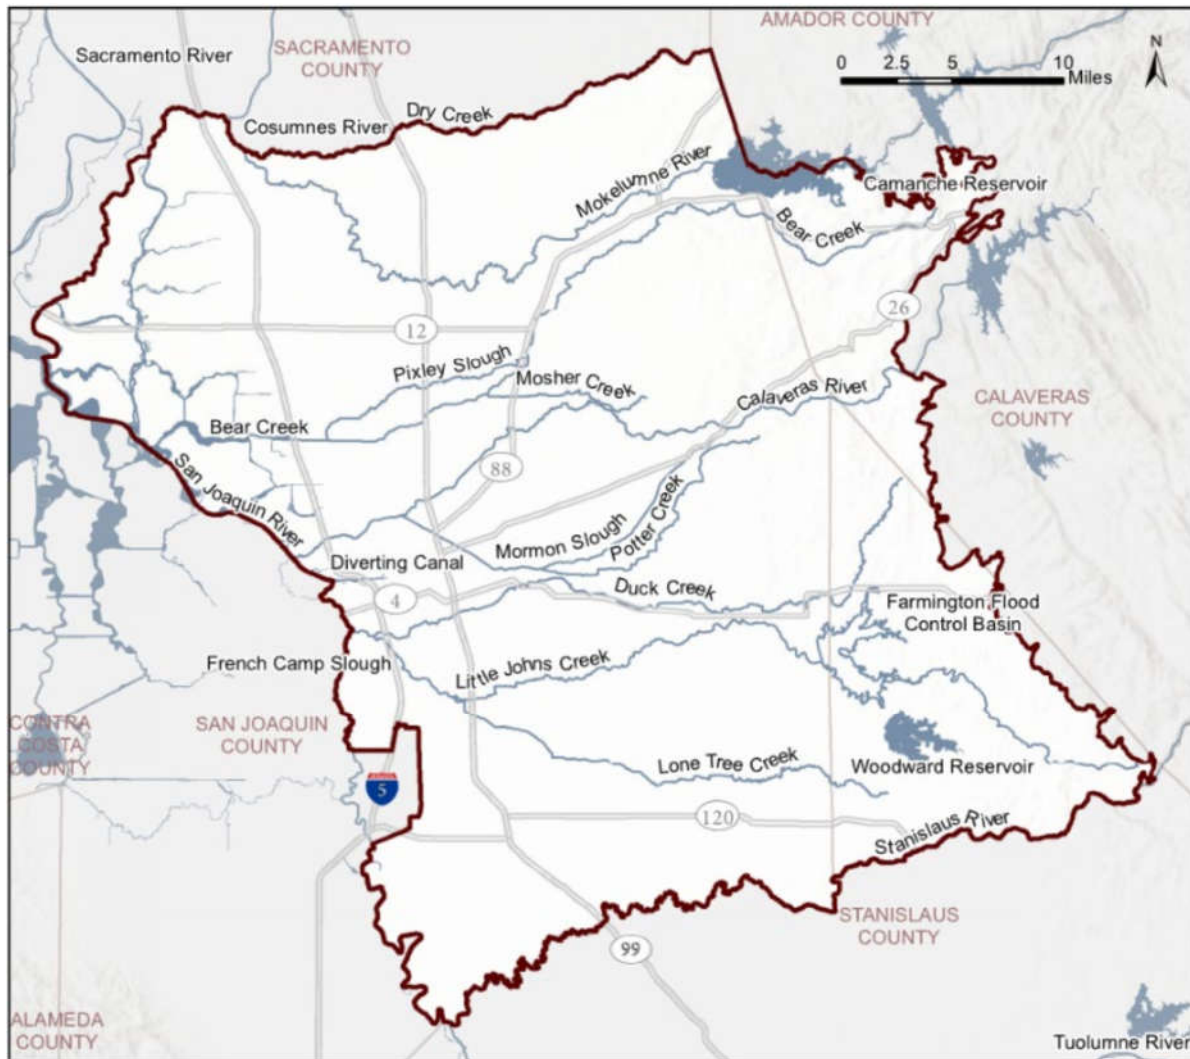 AMADOR COUNTY
Sacramento River
SACRAMENTO
COUNTY
N
0 2.5 5 10
Miles
Dry Creek
Cosumnes River
Mokelumne River
Camanche Reservoir
Bear Creek
26
12
Pixley Slough
Mosher Creek
Calaveras River
CALAVERAS
COUNTY
Bear Creek
88
San Joaquin River
Potter Creek
Mormon Slough
Diverting Canal
Duck Creek
4
Farmington Flood
Control Basin
French Camp Slough
Little Johns Creek
CONTRA
COSTA
COUNTY
SAN JOAQUIN
COUNTY
Lone Tree Creek
Woodward Reservoir
5
120
Stanislaus River
STANISLAUS
COUNTY
99
ALAMEDA
COUNTY
Tuolumne River